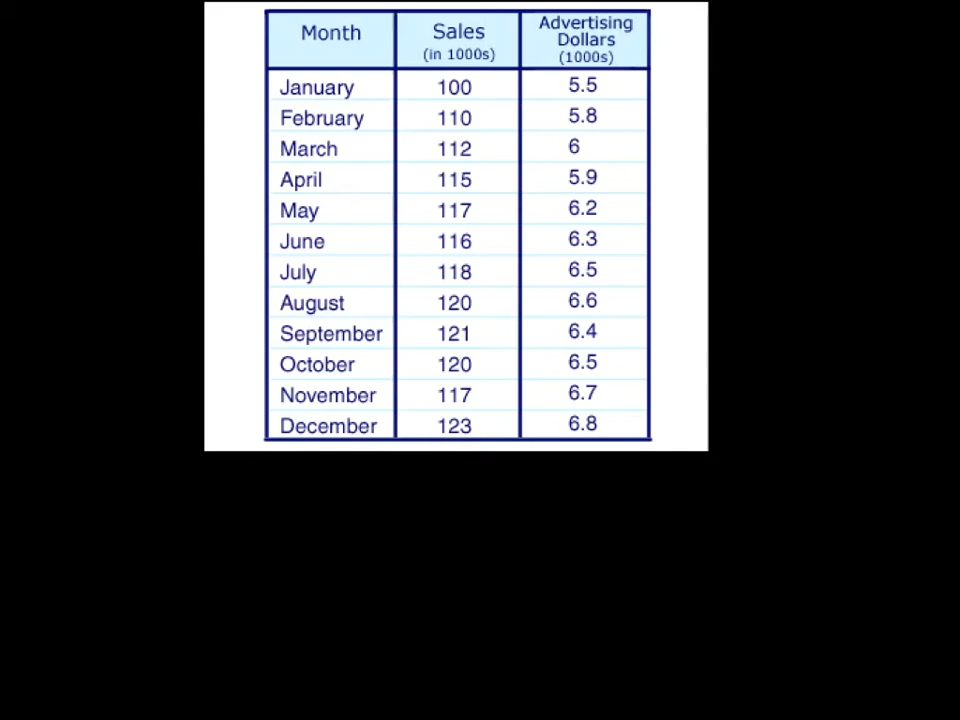 Month Sales (in 1000s) Advertising Dollars (1000s)
January 100 5.5
February 110 5.8
March 112 6
April 115 5.9
May 117 6.2
June 116 6.3
July 118 6.5
August 120 6.6
September 121 6.4
October 120 6.5
November 117 6.7
December 123 6.8